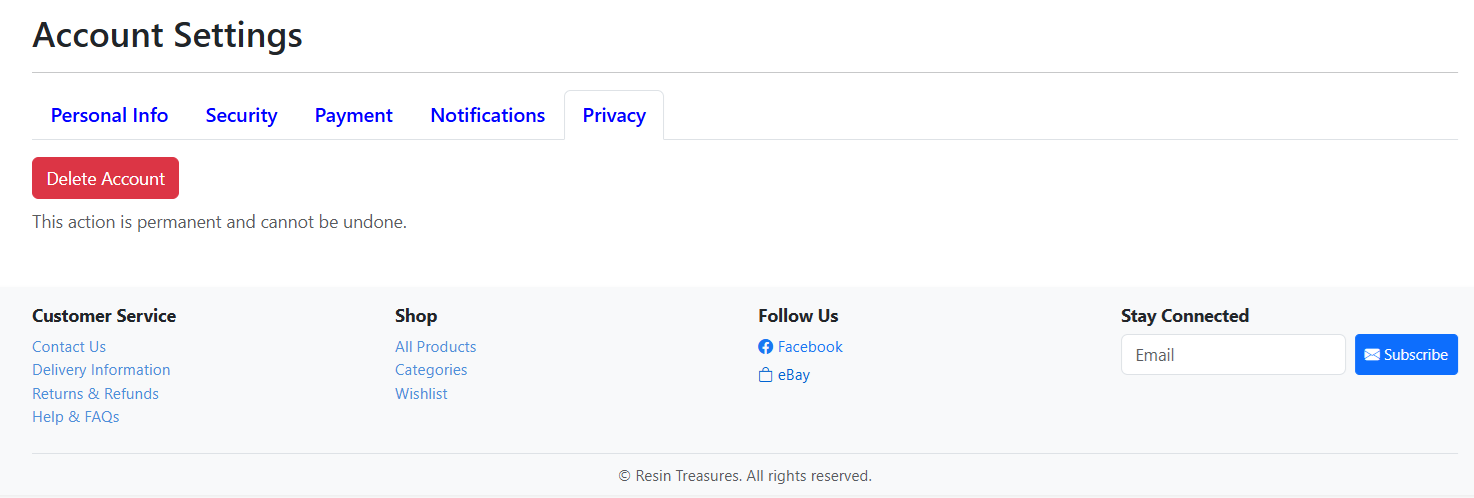 Account Settings
Personal Info Security Payment Notifications Privacy
Delete Account
This action is permanent and cannot be undone.
Customer Service
Contact Us
Delivery Information
Returns & Refunds
Help & FAQs
Shop
All Products
Categories
Wishlist
Follow Us
Facebook
eBay
Stay Connected
Email Subscribe
© Resin Treasures. All rights reserved.